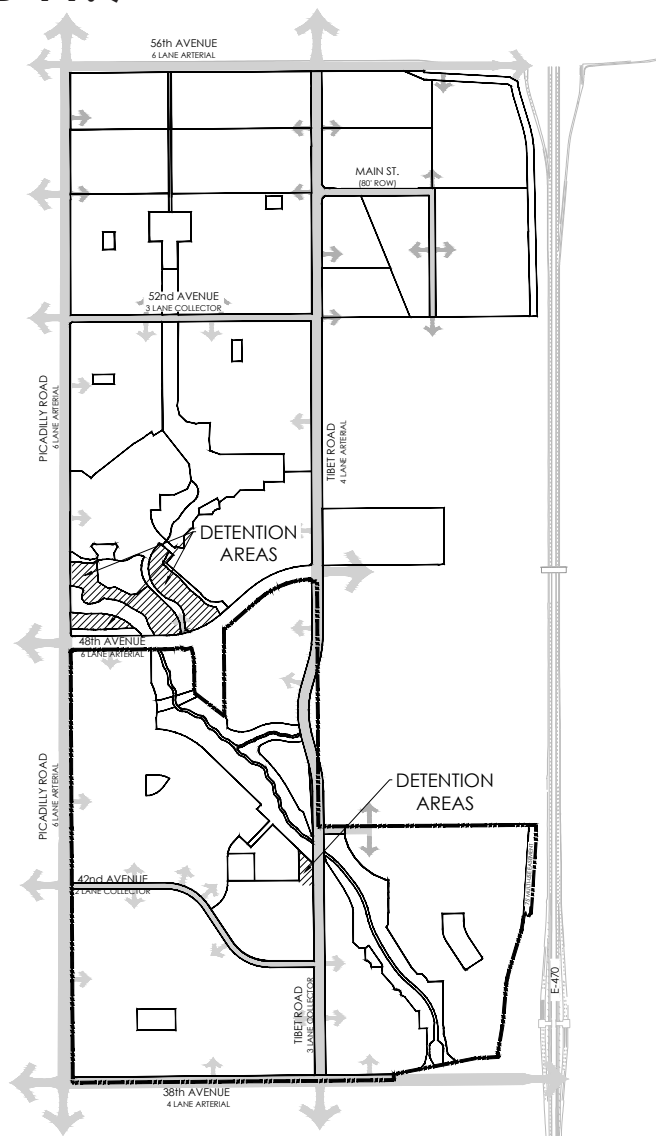 56th AVENUE
6 LANE ARTERIAL
MAIN ST.
(80' ROW)
52nd AVENUE
3 LANE COLLECTOR
PICADILLY ROAD
6 LANE ARTERIAL
TIBET ROAD
4 LANE ARTERIAL
DETENTION
AREAS
48th AVENUE
6 LANE ARTERIAL
PICADILLY ROAD
6 LANE ARTERIAL
DETENTION
AREAS
42nd AVENUE
2 LANE COLLECTOR
E-470
TIBET ROAD
3 LANE COLLECTOR
38th AVENUE
4 LANE ARTERIAL